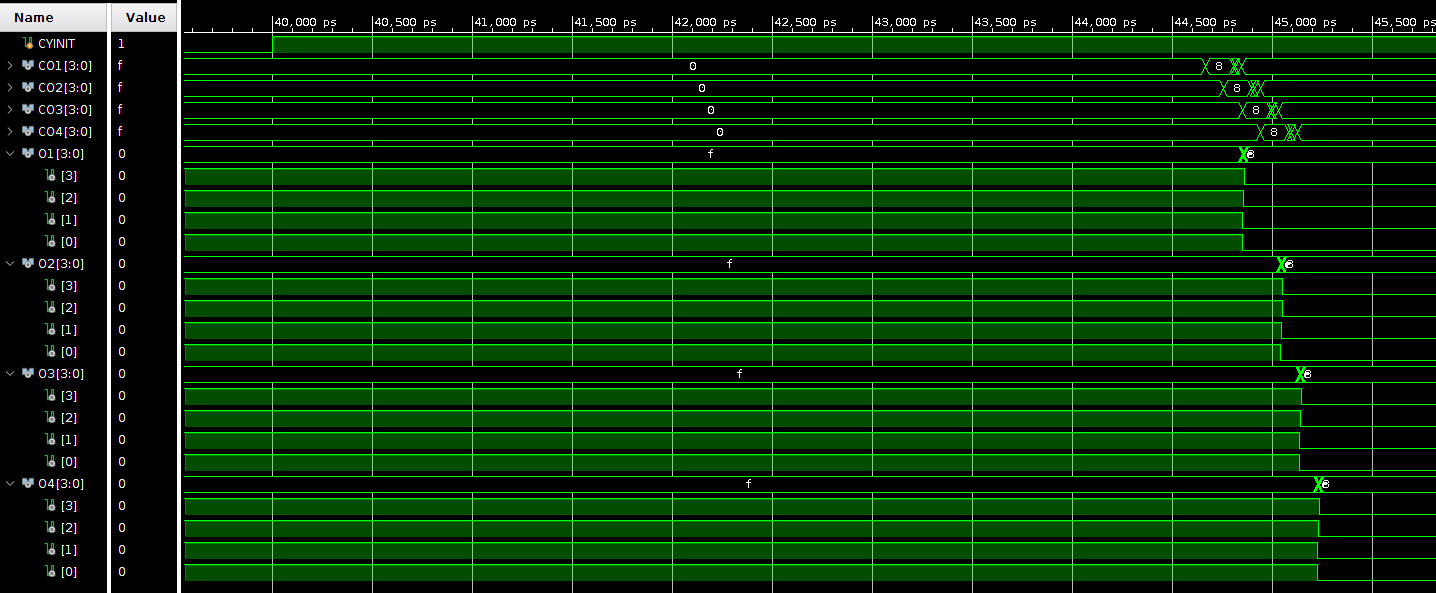 Name Value 40,000 ps 40,500 ps 41,000 ps 41,500 ps 42,000 ps 42,500 ps 43,000 ps 43,500 ps 44,000 ps 44,500 ps 45,000 ps 45,500 ps
CYINIT 1
CO1[3:0] f 0 8
CO2[3:0] f 0 8
CO3[3:0] f 0 8
CO4[3:0] f 0 8
O1[3:0] 0 f
[3] 0
[2] 0
[1] 0
[0] 0
O2[3:0] 0 f
[3] 0
[2] 0
[1] 0
[0] 0
O3[3:0] 0 f
[3] 0
[2] 0
[1] 0
[0] 0
O4[3:0] 0 f
[3] 0
[2] 0
[1] 0
[0] 0